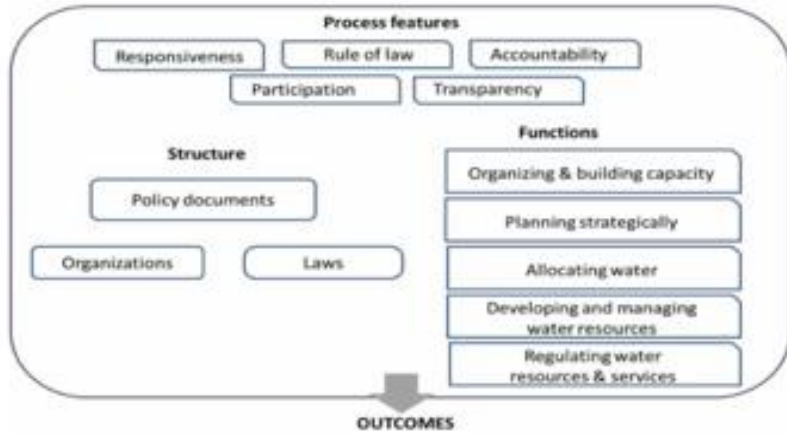 Process features
Responsiveness
Rule of law
Accountability
Participation
Transparency
Structure
Policy documents
Organizations
Laws
Functions
Organizing & building capacity
Planning strategically
Allocating water
Developing and managing
water resources
Regulating water
resources & services
OUTCOMES